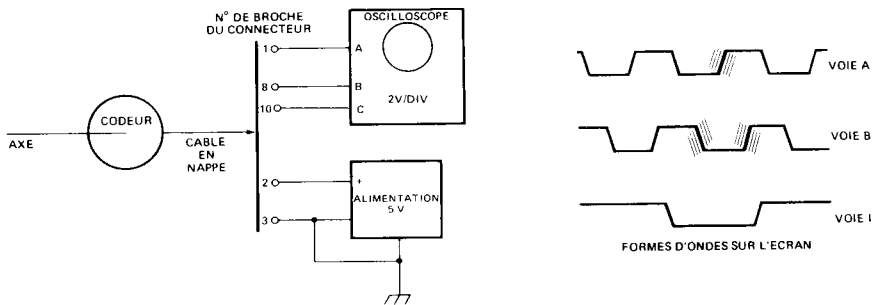 N° DE BROCHE
DU CONNECTEUR
OSCILLOSCOPE
1
A
8
B
10
C
2V/DIV
CODEUR
AXE
CABLE
EN
NAPPE
2
+
ALIMENTATION
5 V
3
VOIE A
VOIE B
VOIE I
FORMES D'ONDES SUR L'ECRAN